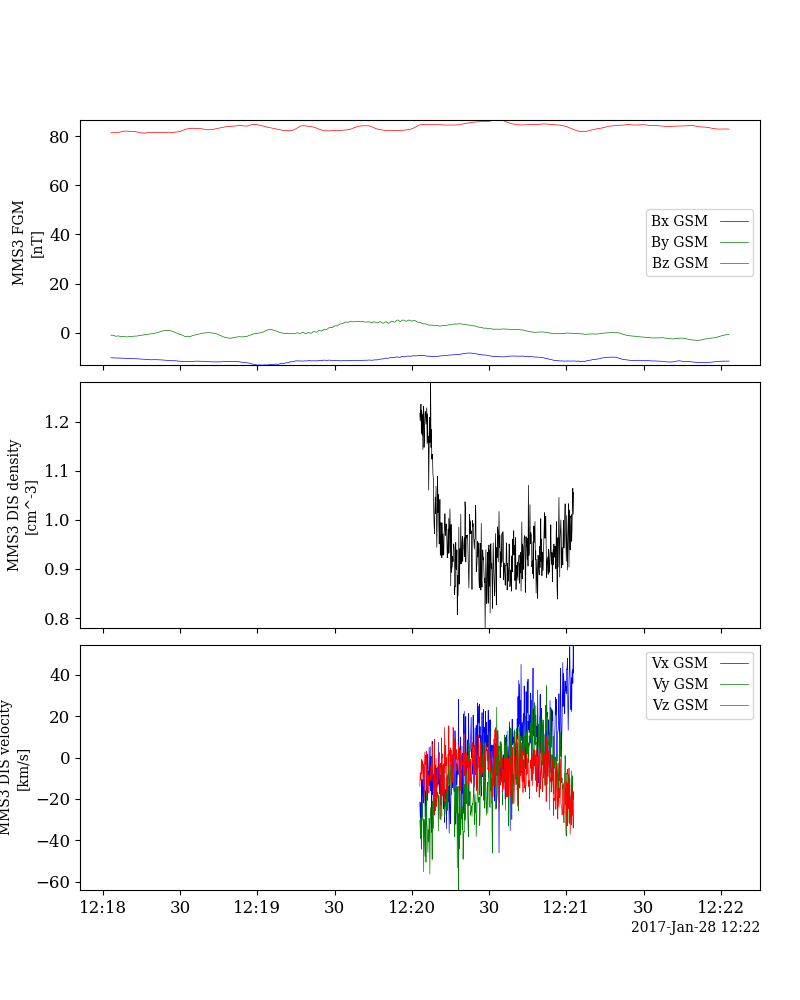 80
60
40
20
0
MMS3 FGM
[nT]
Bx GSM
By GSM
Bz GSM
1.2
1.1
1.0
0.9
0.8
MMS3 DIS density
[cm^-3]
40
20
0
−20
−40
−60
MMS3 DIS velocity
[km/s]
Vx GSM
Vy GSM
Vz GSM
12:18 30 12:19 30 12:20 30 12:21 30 12:22
2017-Jan-28 12:22